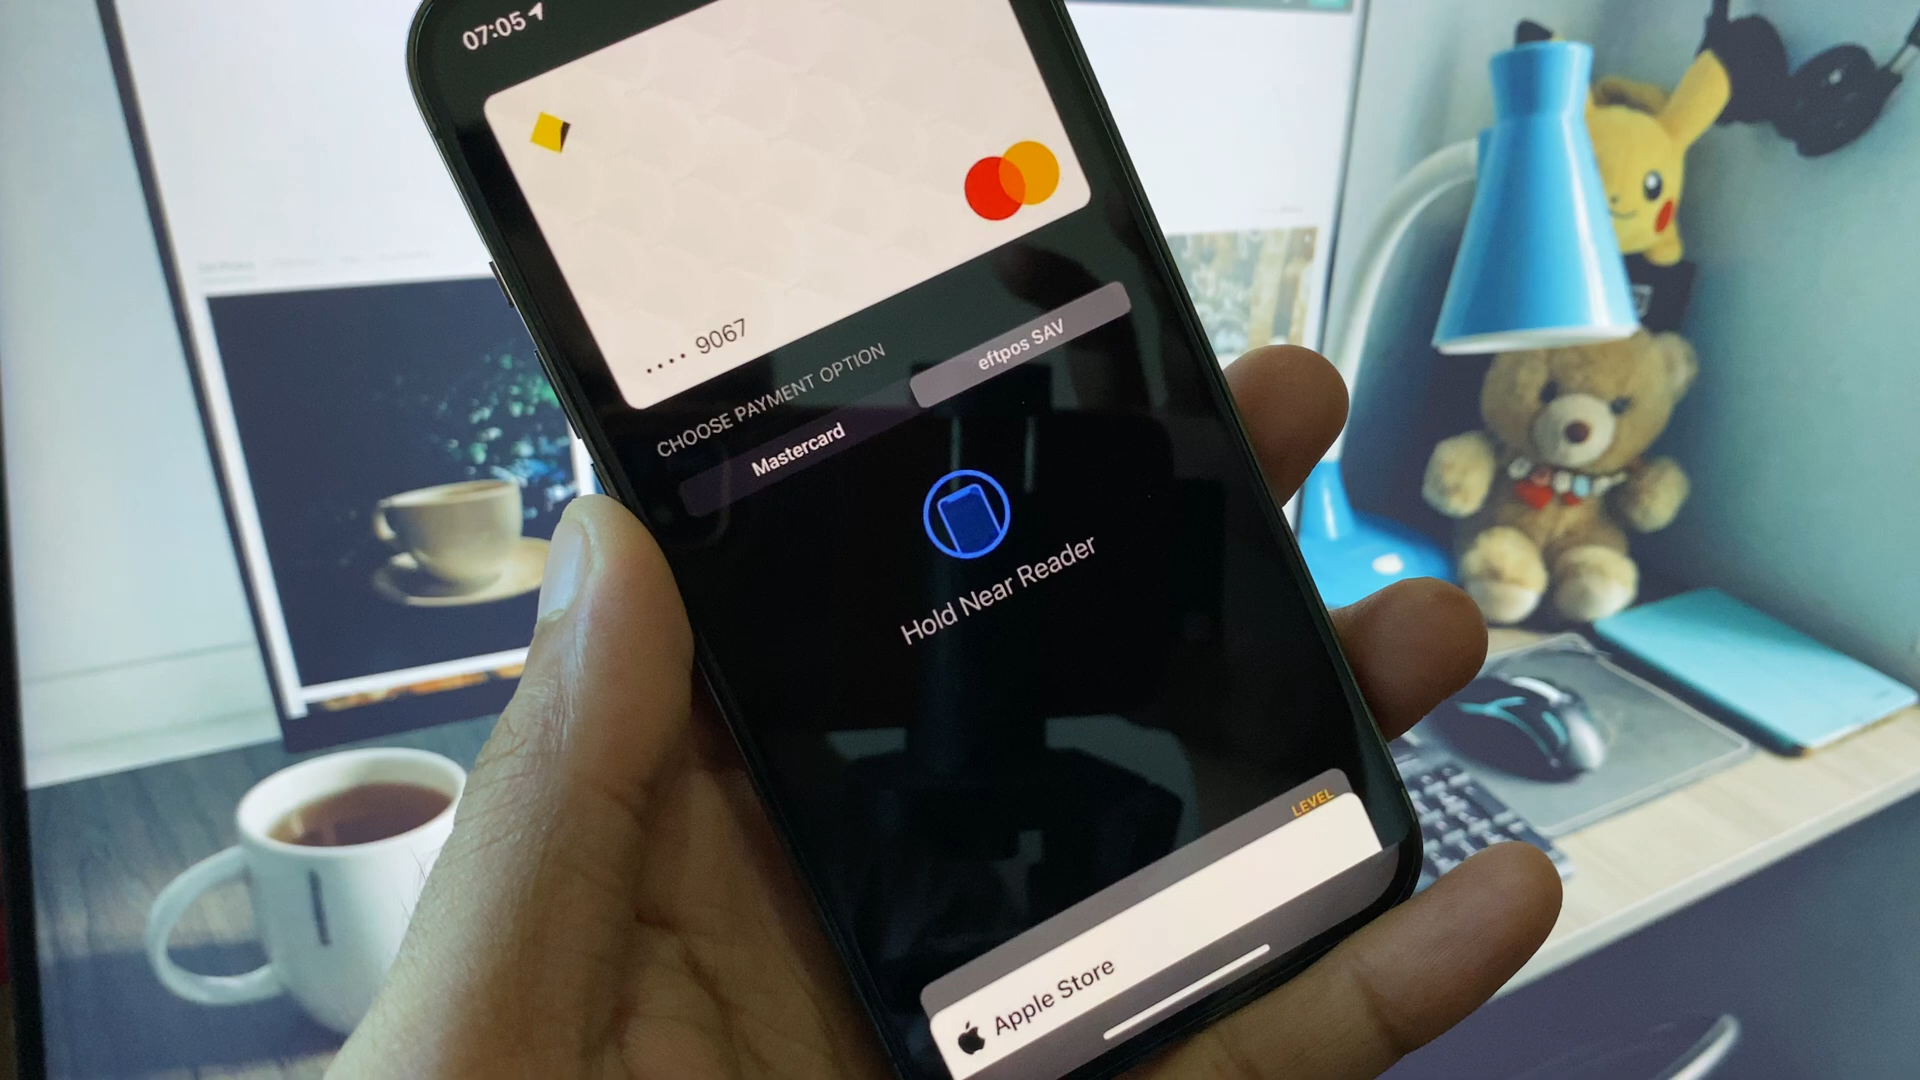 07:05
•••• 9067
CHOOSE PAYMENT OPTION
Mastercard
eftpos SAV
Hold Near Reader
LEVEL
Apple Store